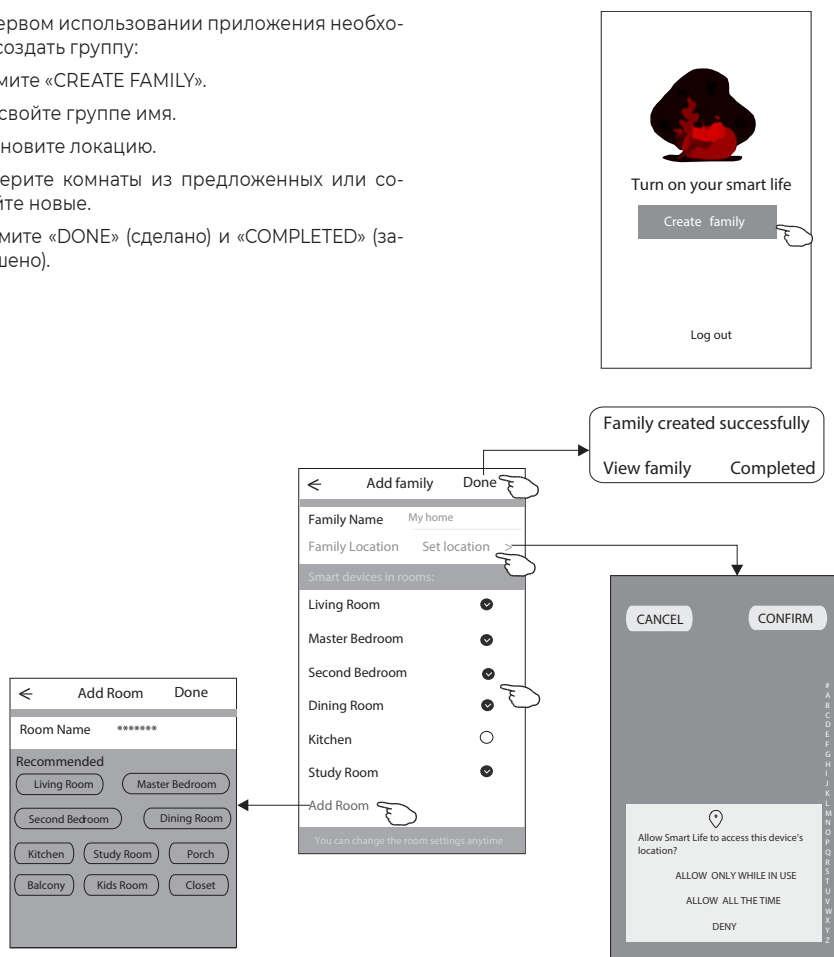 ервом использовании приложения необхо-
создать группу:
мите «CREATE FAMILY».
свойте группе имя.
новите локацию.
ерите комнаты из предложенных или со-
йте новые.
мите «DONE» (сделано) и «COMPLETED» (за-
шено).
Turn on your smart life
Create family
Log out
Family created successfully
View family Completed
Add family Done
Family Name My home
Family Location Set location >
Smart devices in rooms:
Living Room
Master Bedroom
Second Bedroom
Dining Room
Kitchen
Study Room
Add Room
You can change the room settings anytime
Add Room Done
Room Name *******
Recommended
Living Room Master Bedroom
Second Bedroom Dining Room
Kitchen Study Room Porch
Balcony Kids Room Closet
CANCEL CONFIRM
#
A
B
C
D
E
F
G
H
I
J
K
L
M
N
O
P
Q
R
S
T
U
V
W
X
Y
Z
Allow Smart Life to access this device's
location?
ALLOW ONLY WHILE IN USE
ALLOW ALL THE TIME
DENY